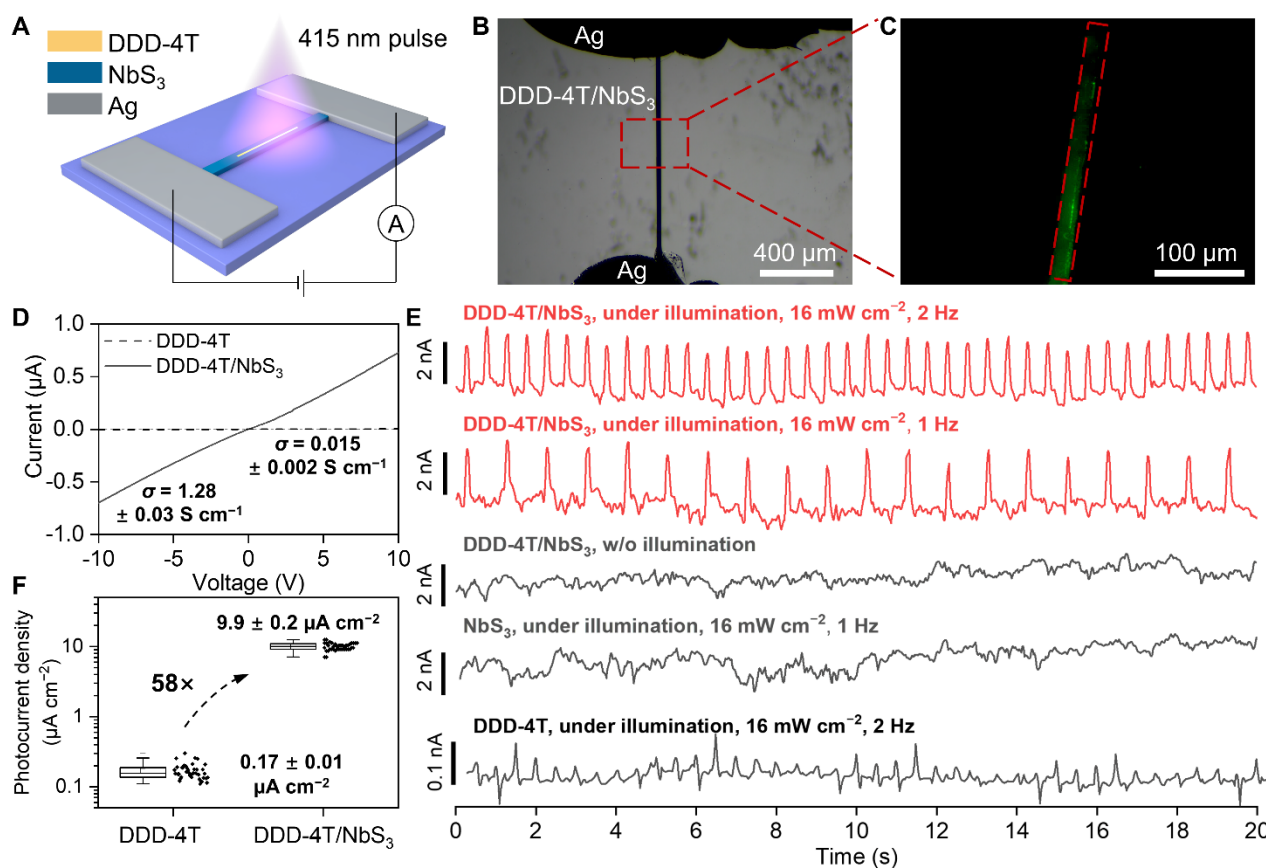 A
DDD-4T
NbS₃
Ag
415 nm pulse
A
B
Ag
DDD-4T/NbS₃
Ag
400 µm
C
100 µm
D
Current (µA)
1.0
0.5
0.0
-0.5
-1.0
DDD-4T
DDD-4T/NbS₃
σ = 0.015
± 0.002 S cm⁻¹
σ = 1.28
± 0.03 S cm⁻¹
-10
-5
0
5
10
Voltage (V)
E
DDD-4T/NbS₃, under illumination, 16 mW cm⁻², 2 Hz
2 nA
DDD-4T/NbS₃, under illumination, 16 mW cm⁻², 1 Hz
2 nA
DDD-4T/NbS₃, w/o illumination
2 nA
NbS₃, under illumination, 16 mW cm⁻², 1 Hz
2 nA
DDD-4T, under illumination, 16 mW cm⁻², 2 Hz
0.1 nA
0
2
4
6
8
10
12
14
16
18
20
Time (s)
F
Photocurrent density
(µA cm⁻²)
10
1
0.1
9.9 ± 0.2 µA cm⁻²
58×
0.17 ± 0.01
µA cm⁻²
DDD-4T
DDD-4T/NbS₃